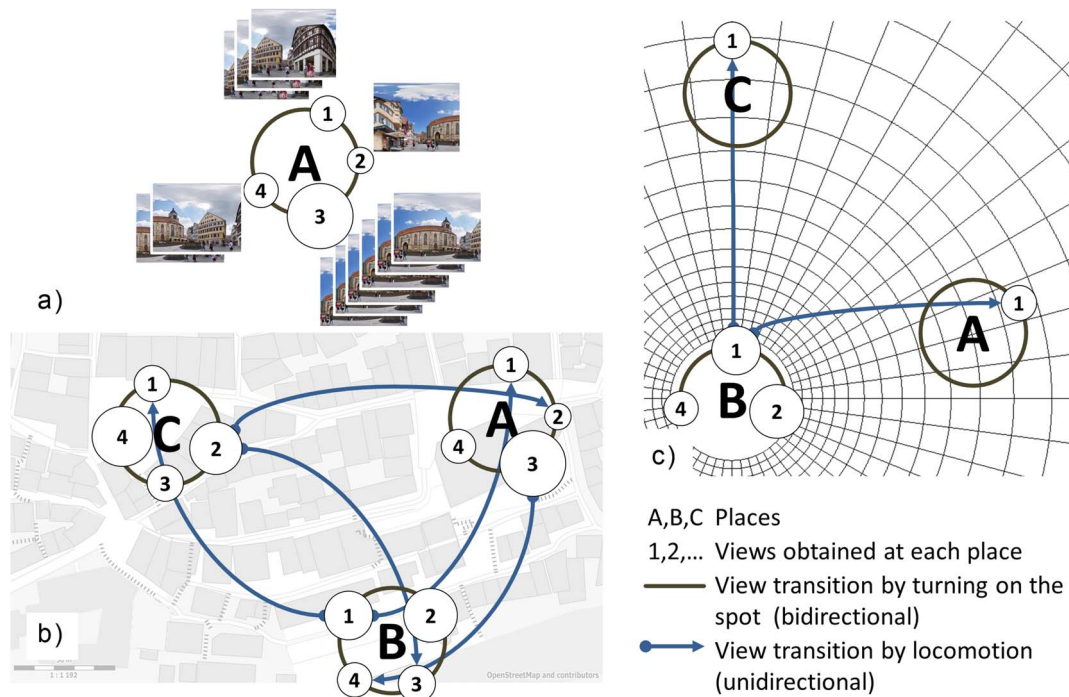 1
A
2
4
3
a)
1
C
4
2
3
1
A
2
4
3
1
B
2
4
3
b)
1 : 1 192
OpenStreetMap and contributors
1
C
1
A
1
B
4
2
c)
A,B,C Places
1,2,... Views obtained at each place
View transition by turning on the
spot (bidirectional)
View transition by locomotion
(unidirectional)